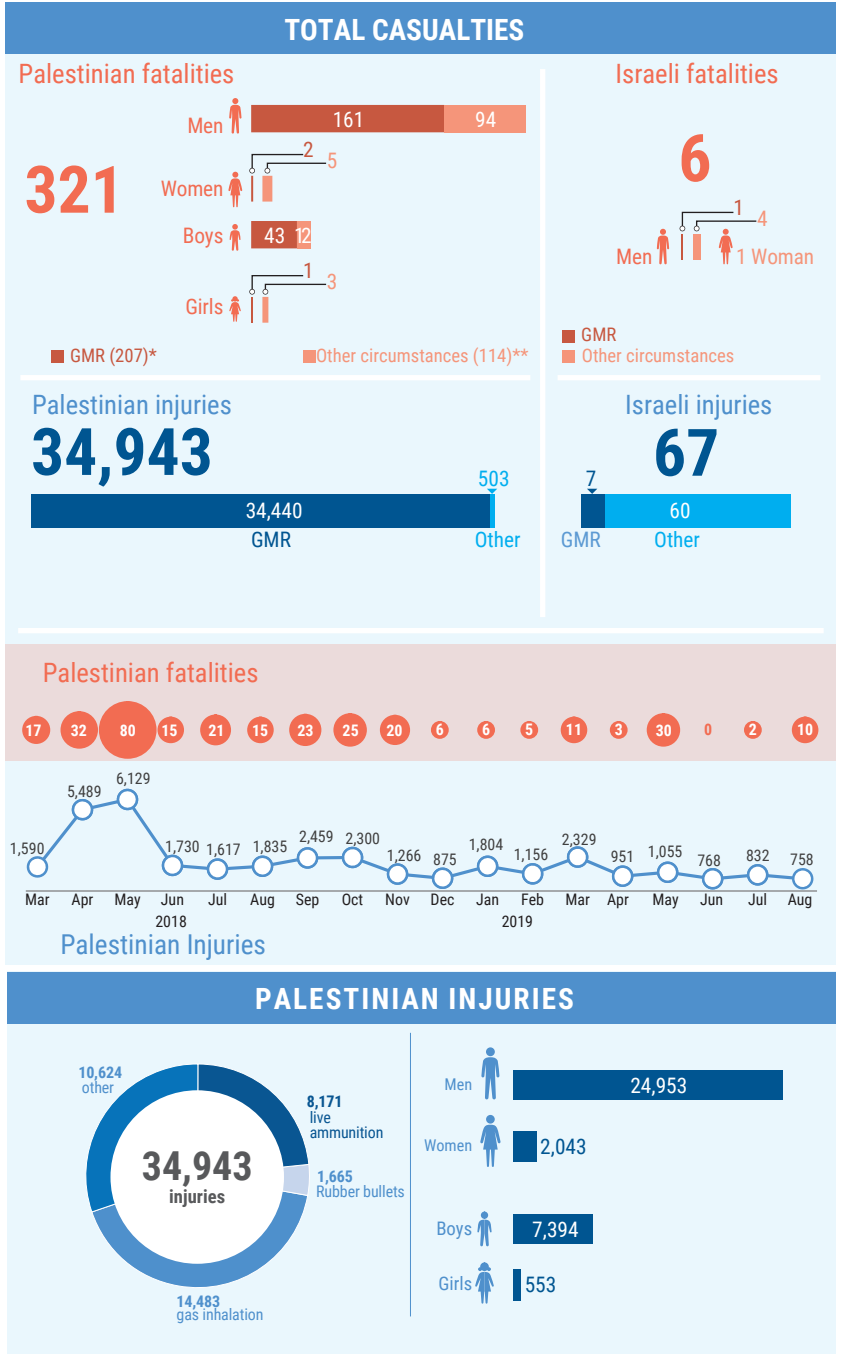 TOTAL CASUALTIES
Palestinian fatalities
321
Men
161
94
Women
2
5
Boys
43
12
Girls
1
3
GMR (207)*
Other circumstances (114)**
Israeli fatalities
6
1
4
Men
1 Woman
GMR
Other circumstances
Palestinian injuries
34,943
503
34,440
GMR
Other
Israeli injuries
67
7
60
GMR
Other
Palestinian fatalities
17 32 80 15 21 15 23 25 20 6 6 5 11 3 30 0 2 10
1,590 5,489 6,129 1,730 1,617 1,835 2,459 2,300 1,266 875 1,804 1,156 2,329 951 1,055 768 832 758
Mar Apr May Jun Jul Aug Sep Oct Nov Dec Jan Feb Mar Apr May Jun Jul Aug
2018 2019
Palestinian Injuries
PALESTINIAN INJURIES
10,624
other
8,171
live
ammunition
34,943
injuries
1,665
Rubber bullets
14,483
gas inhalation
Men
24,953
Women
2,043
Boys
7,394
Girls
553